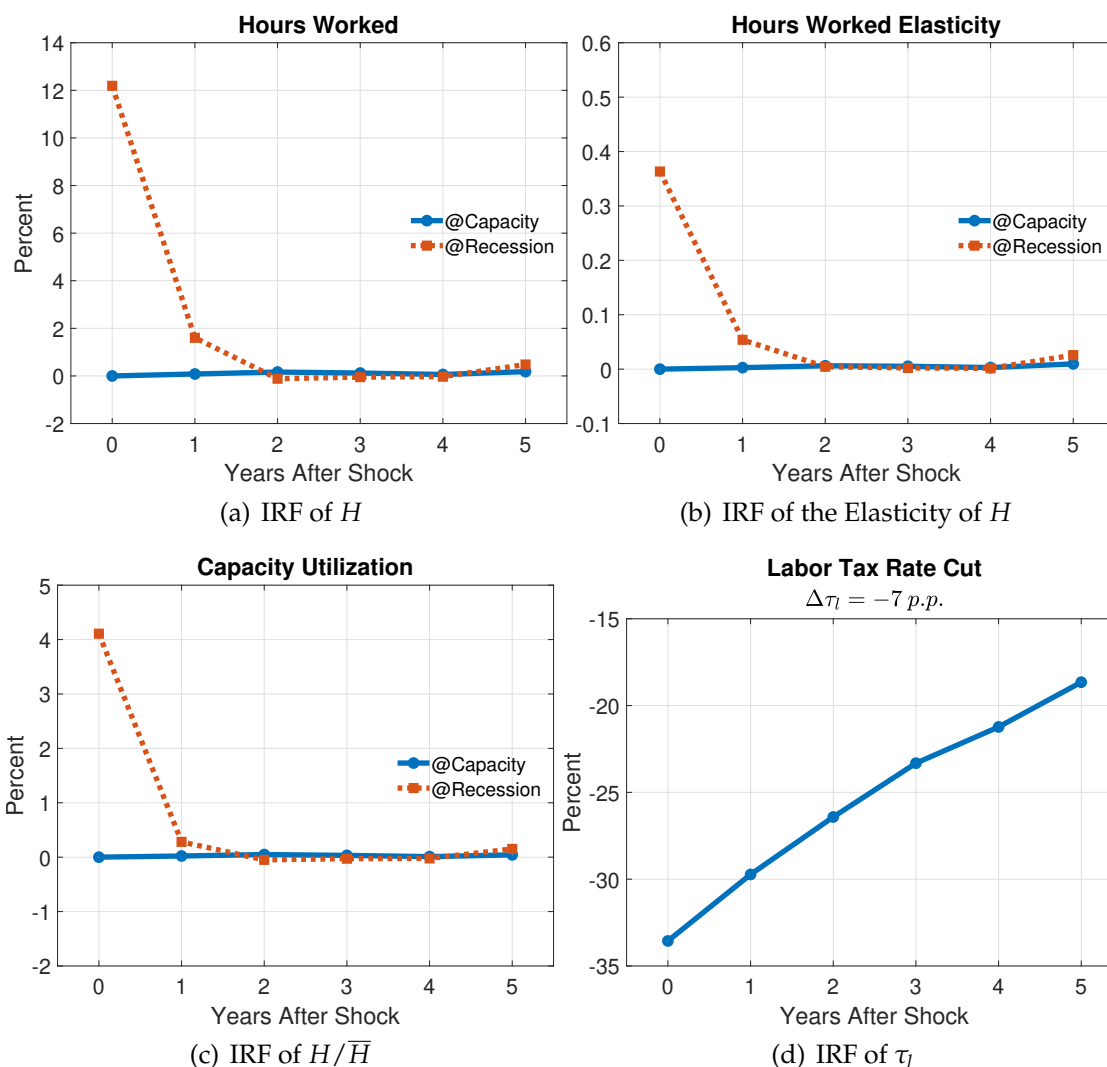 Hours Worked
14
12
10
8
6
4
2
0
-2
Percent
@Capacity
@Recession
0 1 2 3 4 5
Years After Shock
(a) IRF of H
Hours Worked Elasticity
0.6
0.5
0.4
0.3
0.2
0.1
0
-0.1
@Capacity
@Recession
0 1 2 3 4 5
Years After Shock
(b) IRF of the Elasticity of H
Capacity Utilization
5
4
3
2
1
0
-1
-2
Percent
@Capacity
@Recession
0 1 2 3 4 5
Years After Shock
(c) IRF of H/H̅
Labor Tax Rate Cut
Δτ_l = −7 p.p.
-15
-20
-25
-30
-35
Percent
0 1 2 3 4 5
Years After Shock
(d) IRF of τ_l